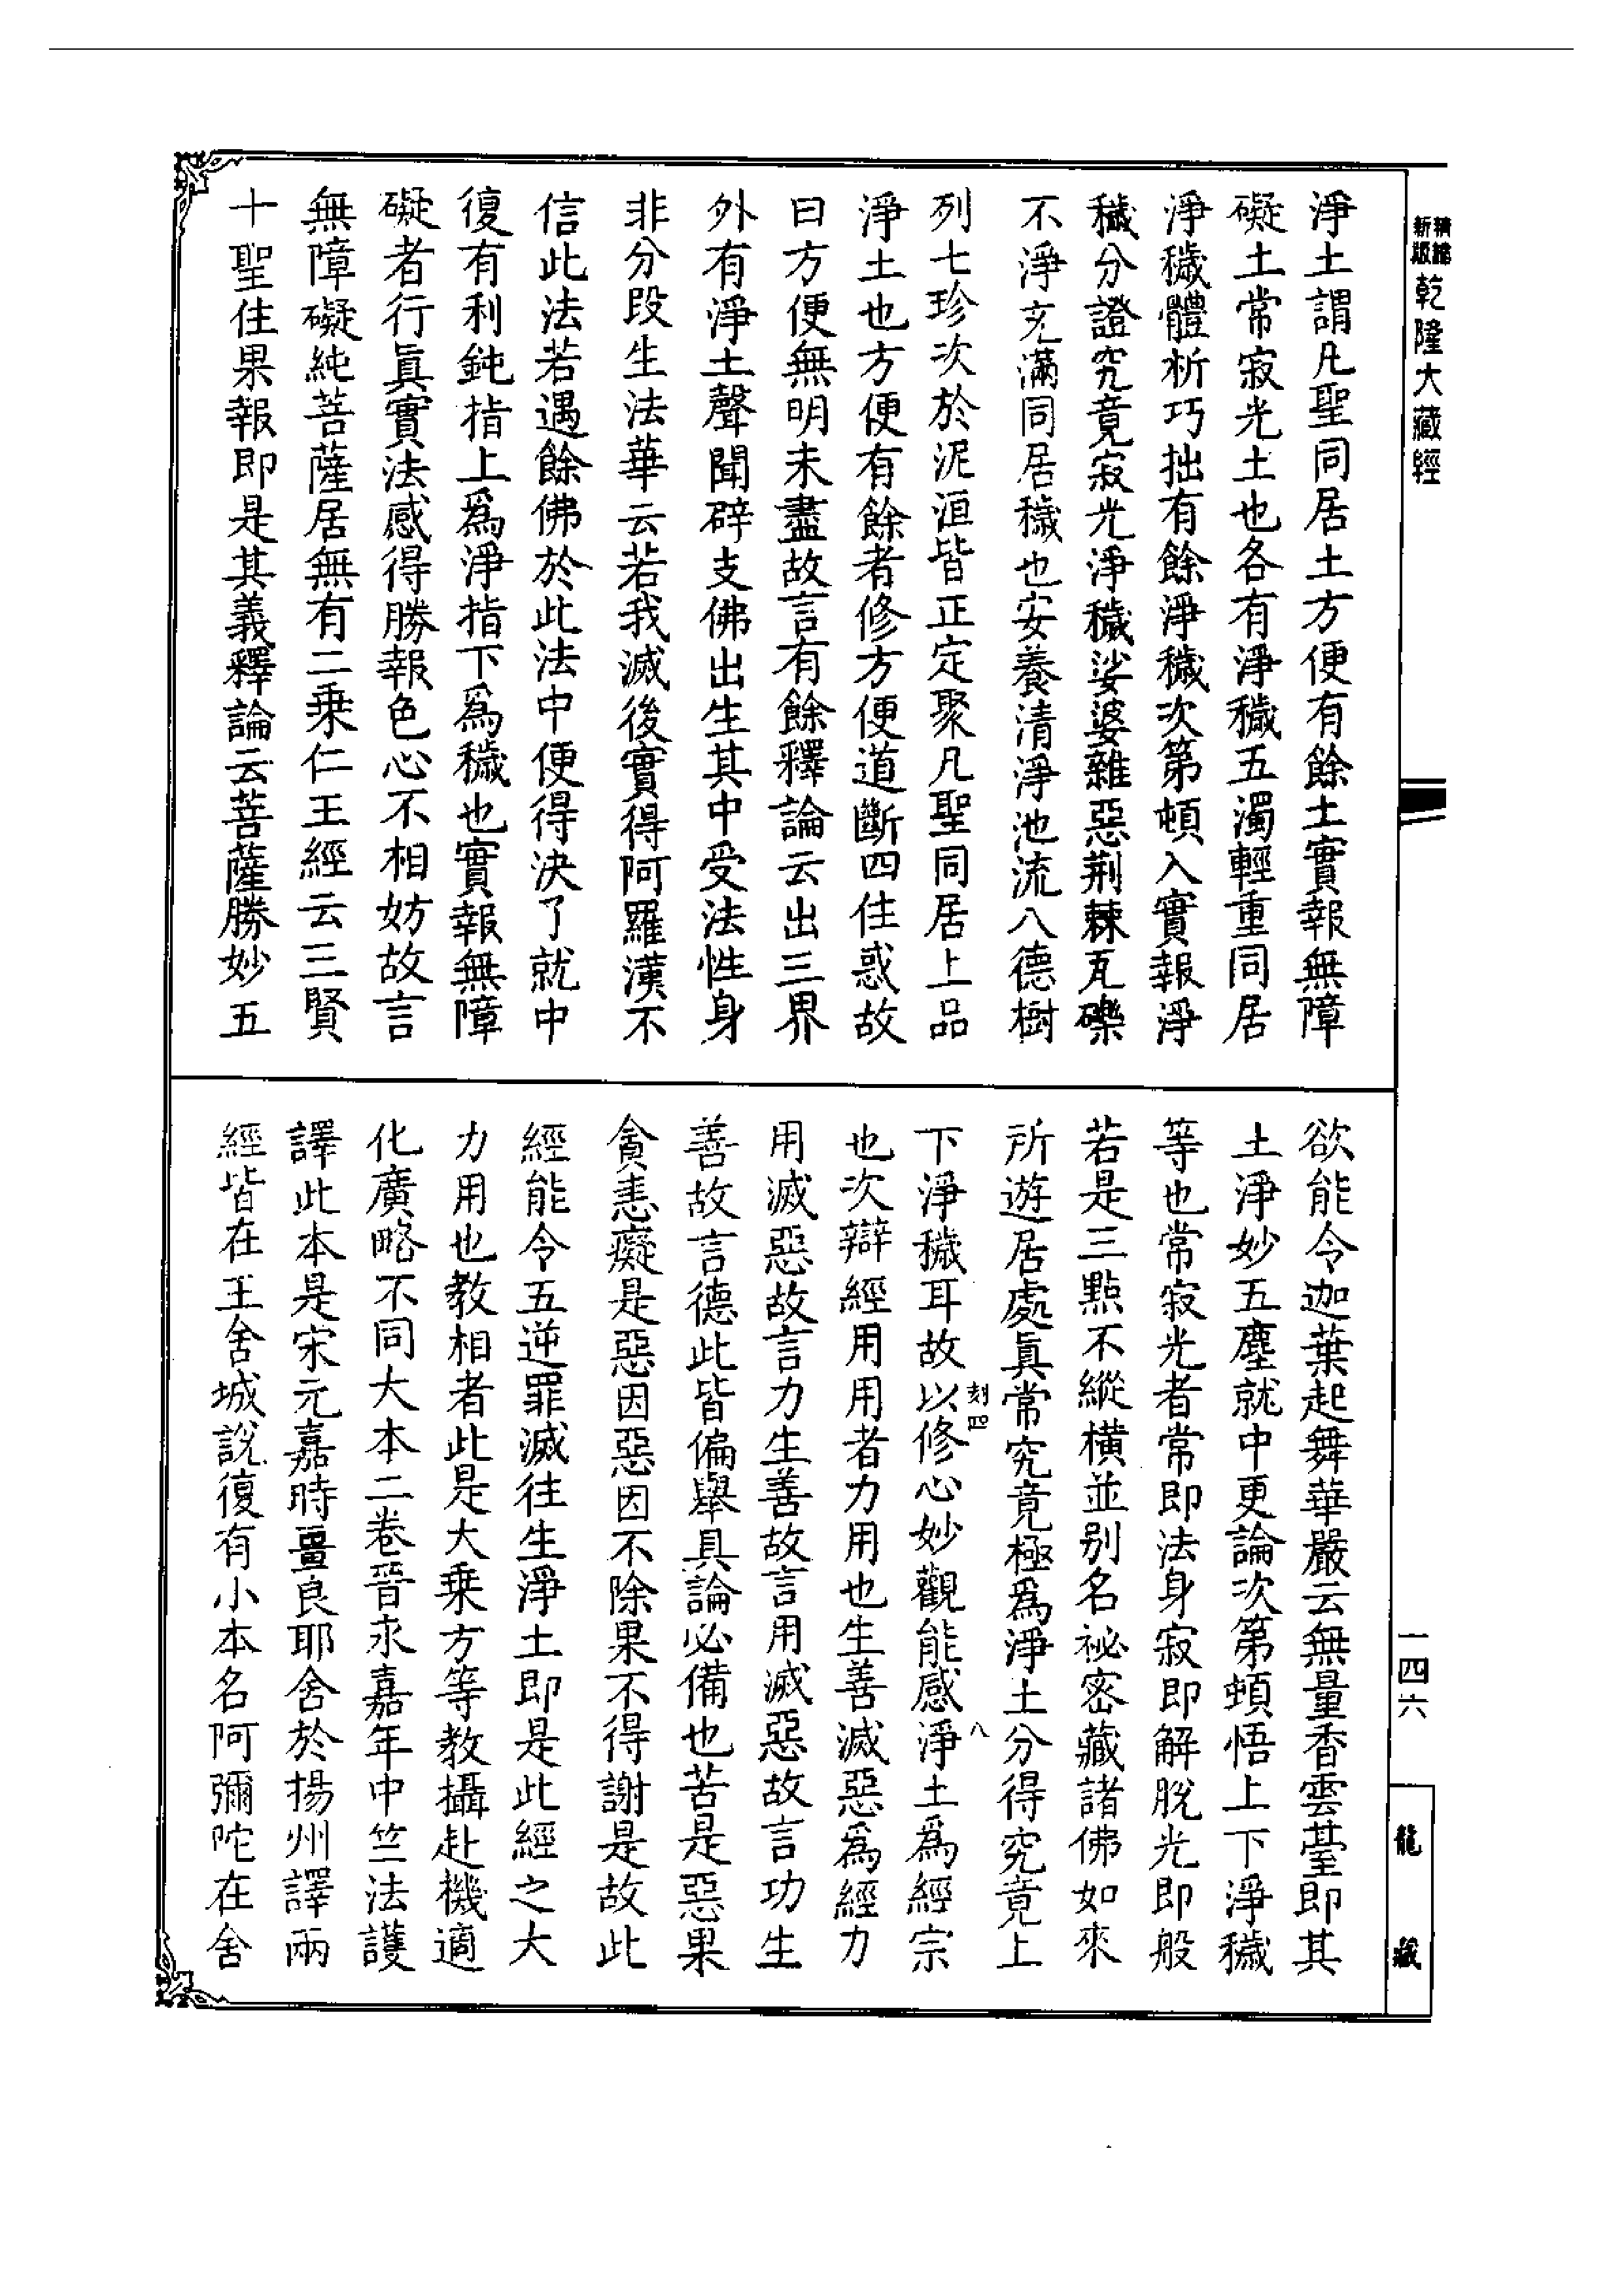 精縮新版乾隆大藏經
淨土謂凡聖同居土方便有餘土實報無障
礙土常寂光土也各有淨穢五濁輕重同居
淨穢體析巧拙有餘淨穢次第頓入實報淨
穢分證究竟寂光淨穢娑婆雜惡荆棘瓦礫
不淨充滿同居穢也安養清淨池流八德樹
列七珍次於泥洹皆正定聚凡聖同居上品
淨土也方便有餘者修方便道斷四住惑故
曰方便無明未盡故言有餘釋論云出三界
外有淨土聲聞辟支佛出生其中受法性身
非分段生法華云若我滅後實得阿羅漢不
信此法若遇餘佛於此法中便得決了就中
復有利鈍指上爲淨指下爲穢也實報無障
礙者行眞實法感得勝報色心不相妨故言
無障礙純菩薩居無有二乘仁王經云三賢
十聖住果報即是其義釋論云菩薩勝妙五
欲能令迦葉起舞華嚴云無量香雲臺即其
土淨妙五塵就中更論次第頓悟上下淨穢
等也常寂光者常即法身寂即解脫光即般
若是三點不縱橫並别名祕密藏諸佛如來
所遊居處眞常究竟極爲淨土分得究竟上
下淨穢耳故以修心妙觀能感淨土爲經宗
刻四
八
也次辯經用用者力用也生善滅惡爲經力
用滅惡故言力生善故言用滅惡故言功生
善故言德此皆偏舉具論必備也苦是惡果
貪恚癡是惡因惡因不除果不得謝是故此
經能令五逆罪滅往生淨土即是此經之大
力用也教相者此是大乘方等教攝赴機適
化廣略不同大本二卷晉永嘉年中竺法護
譯此本是宋元嘉時畺良耶舍於揚州譯兩
經皆在王舍城說復有小本名阿彌陀在舍
一四六
龍藏